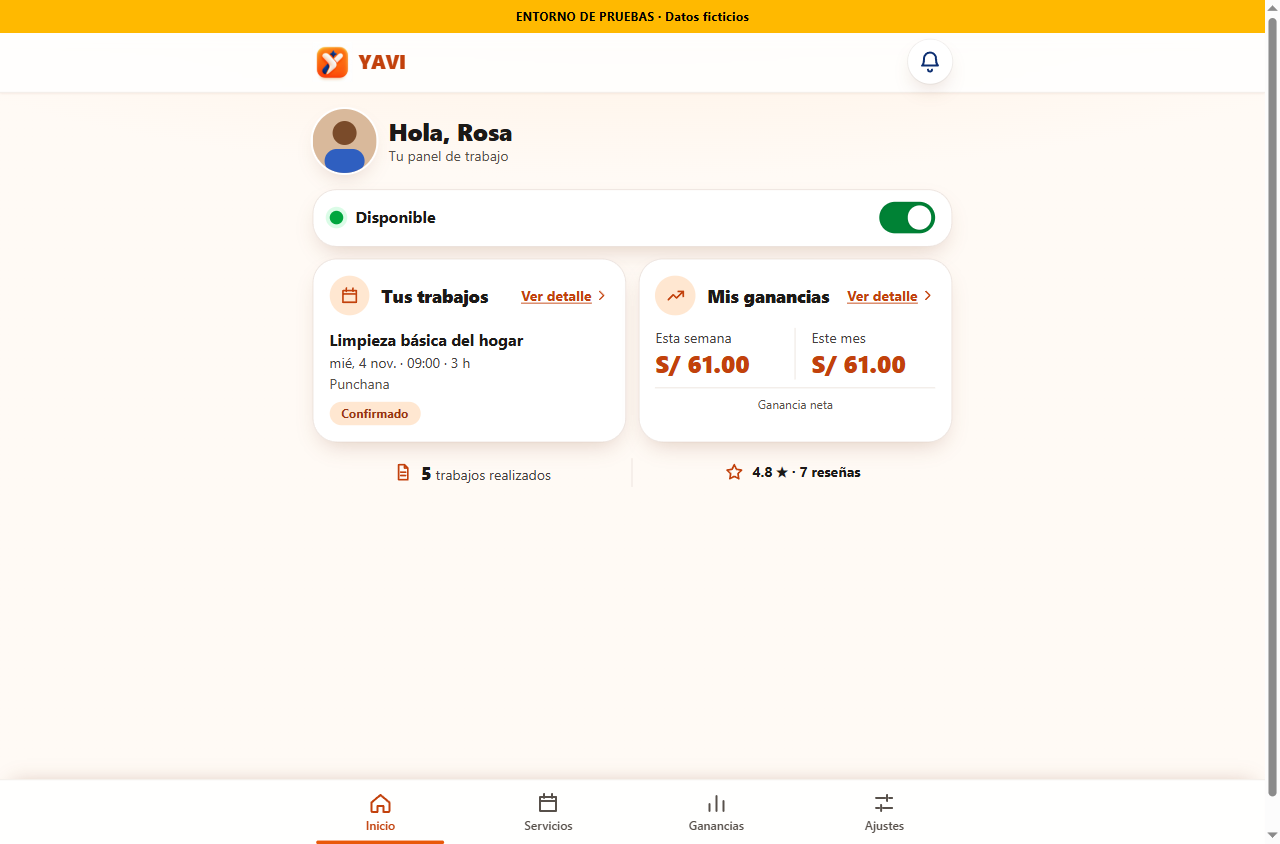 ENTORNO DE PRUEBAS · Datos ficticios
YAVI
Hola, Rosa
Tu panel de trabajo
Disponible
Tus trabajos
Ver detalle
Limpieza básica del hogar
mié, 4 nov. · 09:00 · 3 h
Punchana
Confirmado
Mis ganancias
Ver detalle
Esta semana
S/ 61.00
Este mes
S/ 61.00
Ganancia neta
5 trabajos realizados
4.8 ★ · 7 reseñas
Inicio
Servicios
Ganancias
Ajustes